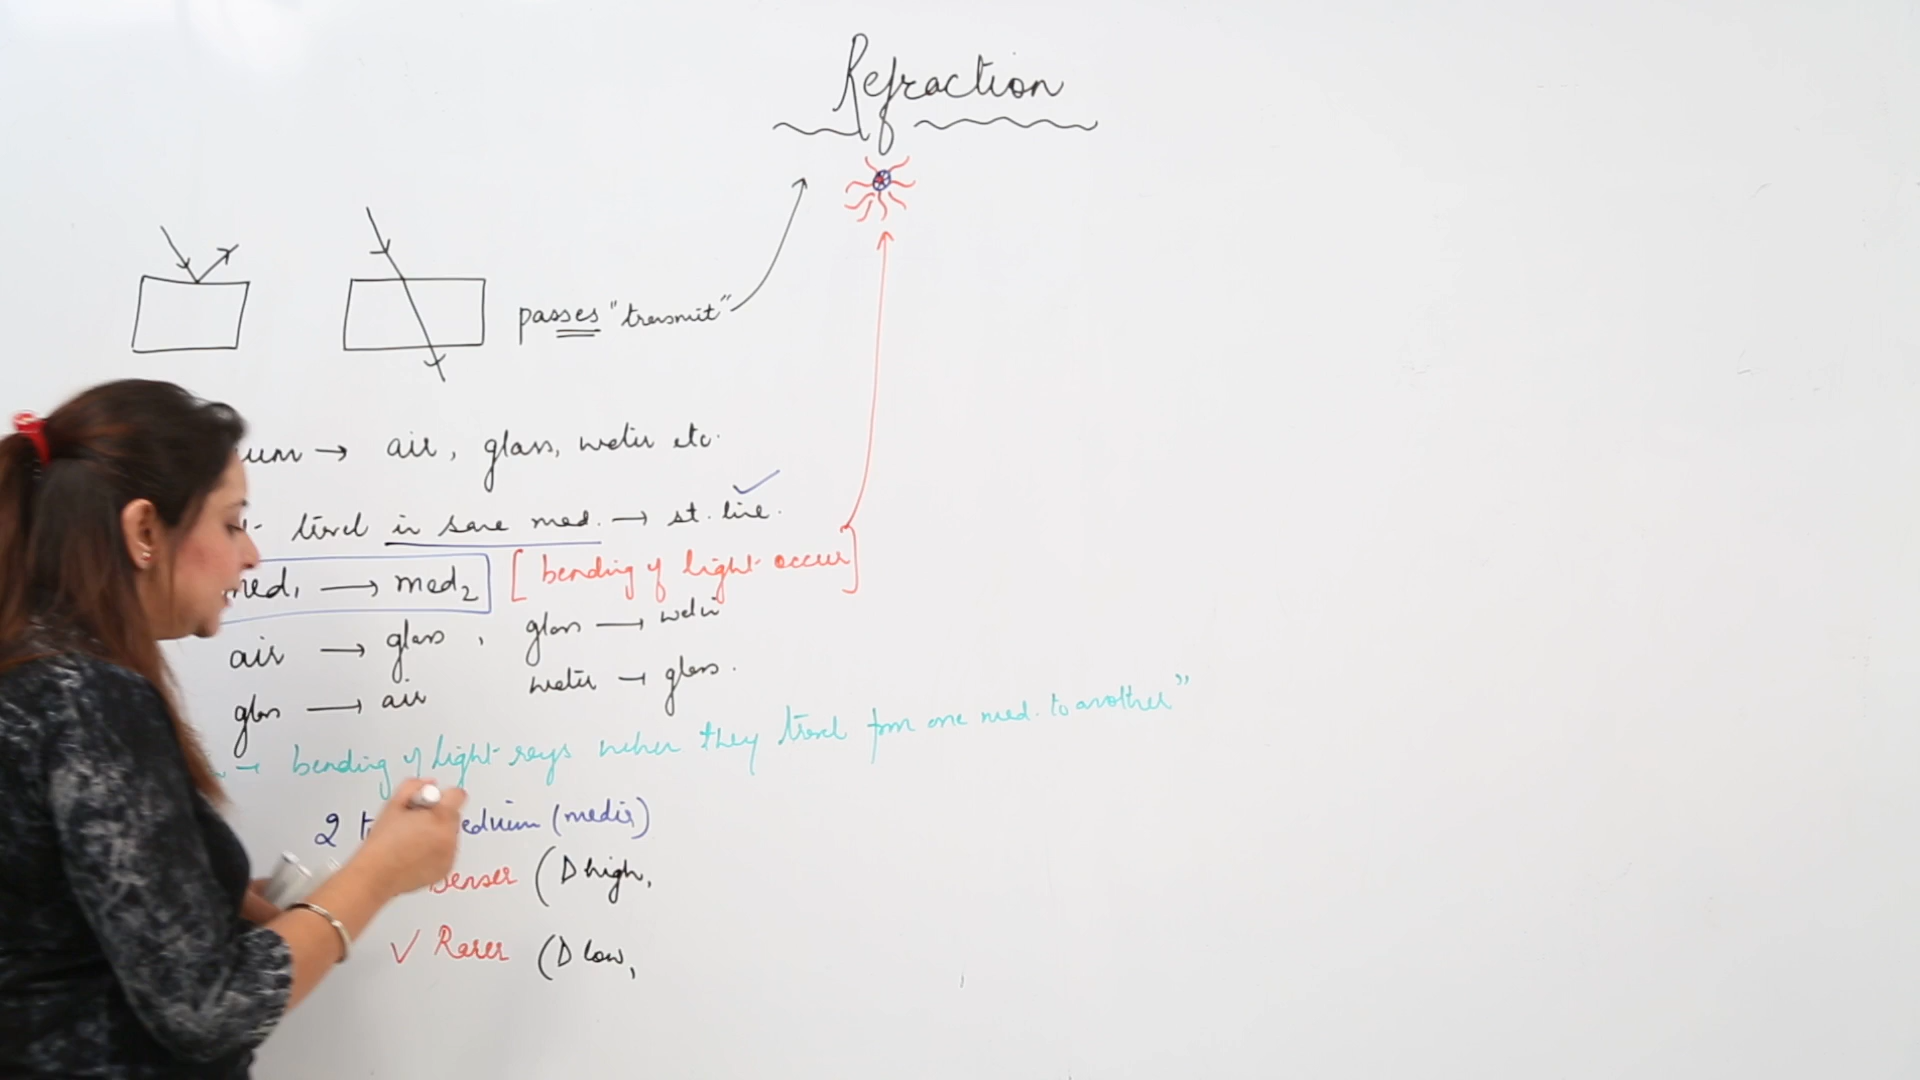 Refraction
passes "transmit"
ium → air, glass, water etc.
travel in same med. → st. line.
med₁ → med₂ [bending of light occur]
air → glass, glass → water
glass → air water → glass.
→ bending of light rays when they travel from one med. to another"
2 edium (media)
Denser (D high,
✓ Rarer (D low,